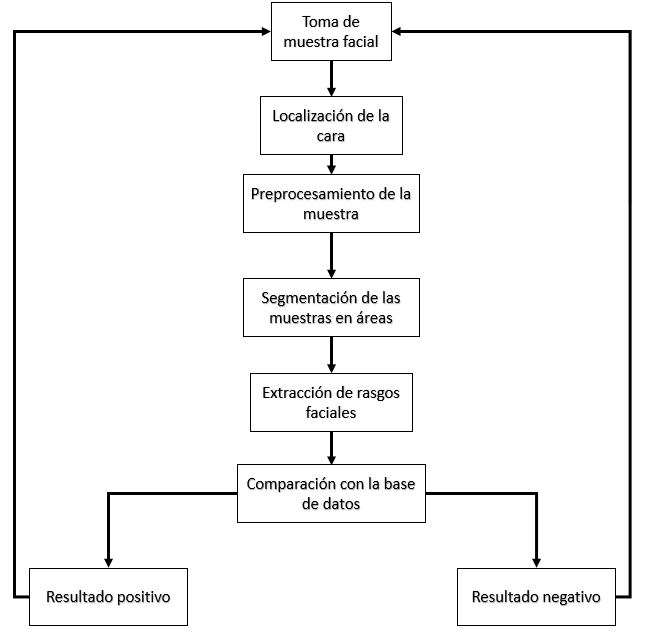 Toma de
muestra facial
Localización de la
cara
Preprocesamiento de la
muestra
Segmentación de las
muestras en áreas
Extracción de rasgos
faciales
Comparación con la base
de datos
Resultado positivo
Resultado negativo